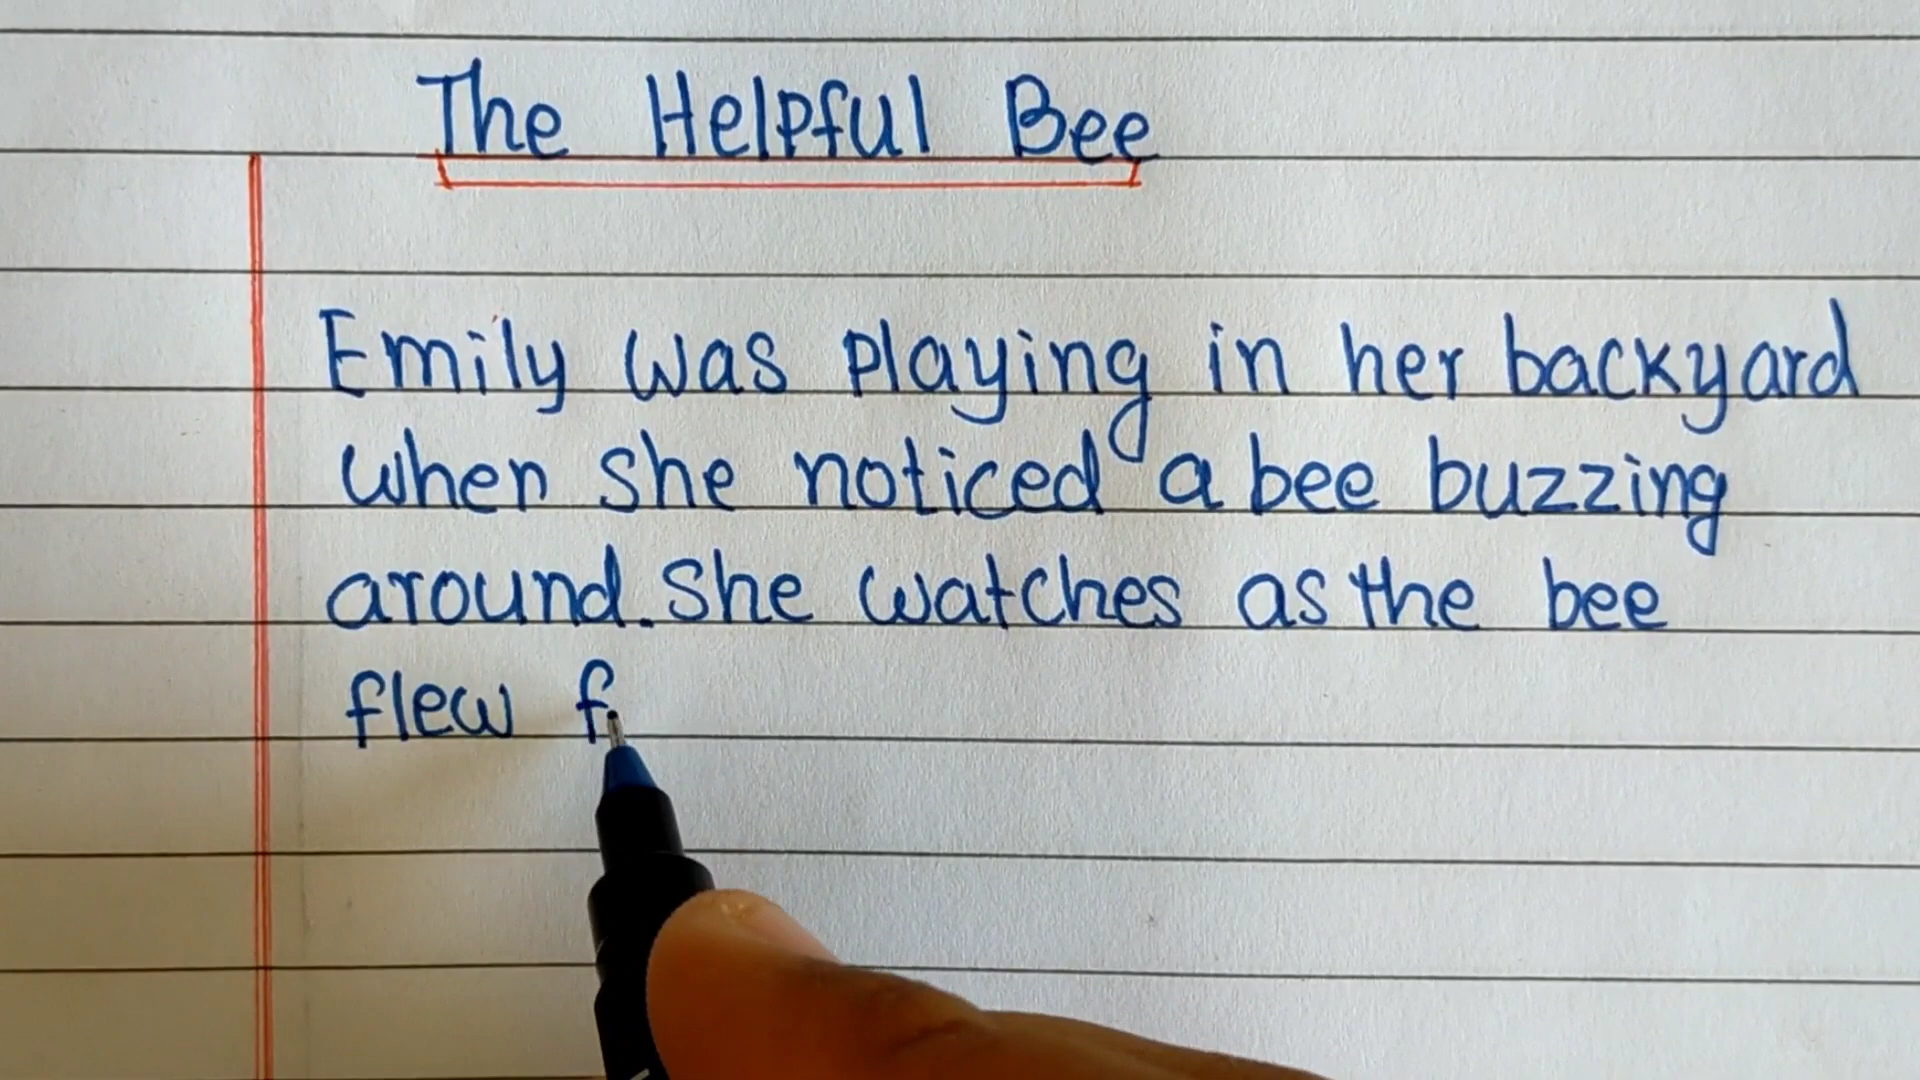 The Helpful Bee
Emily was playing in her backyard
when she noticed a bee buzzing
around. She watches as the bee
flew f